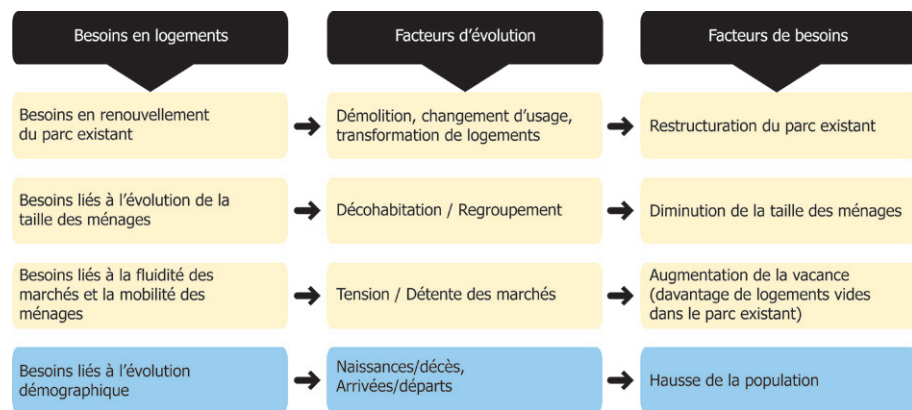 Besoins en logements
Facteurs d'évolution
Facteurs de besoins
Besoins en renouvellement
du parc existant
Démolition, changement d'usage,
transformation de logements
Restructuration du parc existant
Besoins liés à l'évolution de la
taille des ménages
Décohabitation / Regroupement
Diminution de la taille des ménages
Besoins liés à la fluidité des
marchés et la mobilité des
ménages
Tension / Détente des marchés
Augmentation de la vacance
(davantage de logements vides
dans le parc existant)
Besoins liés à l'évolution
démographique
Naissances/décès,
Arrivées/départs
Hausse de la population